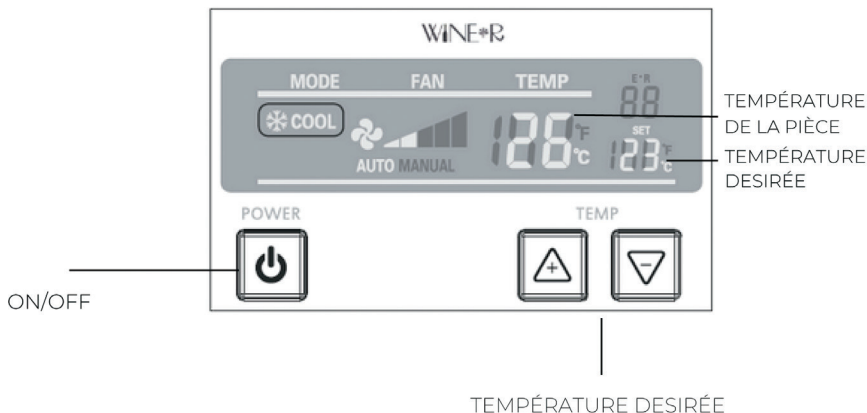 WiNE*R
MODE FAN TEMP
E·R
88
COOL
SET
26 °F °C
23 °F °C
AUTO MANUAL
TEMPÉRATURE
DE LA PIÈCE
TEMPÉRATURE
DESIRÉE
POWER TEMP
+ −
ON/OFF
TEMPÉRATURE DESIRÉE